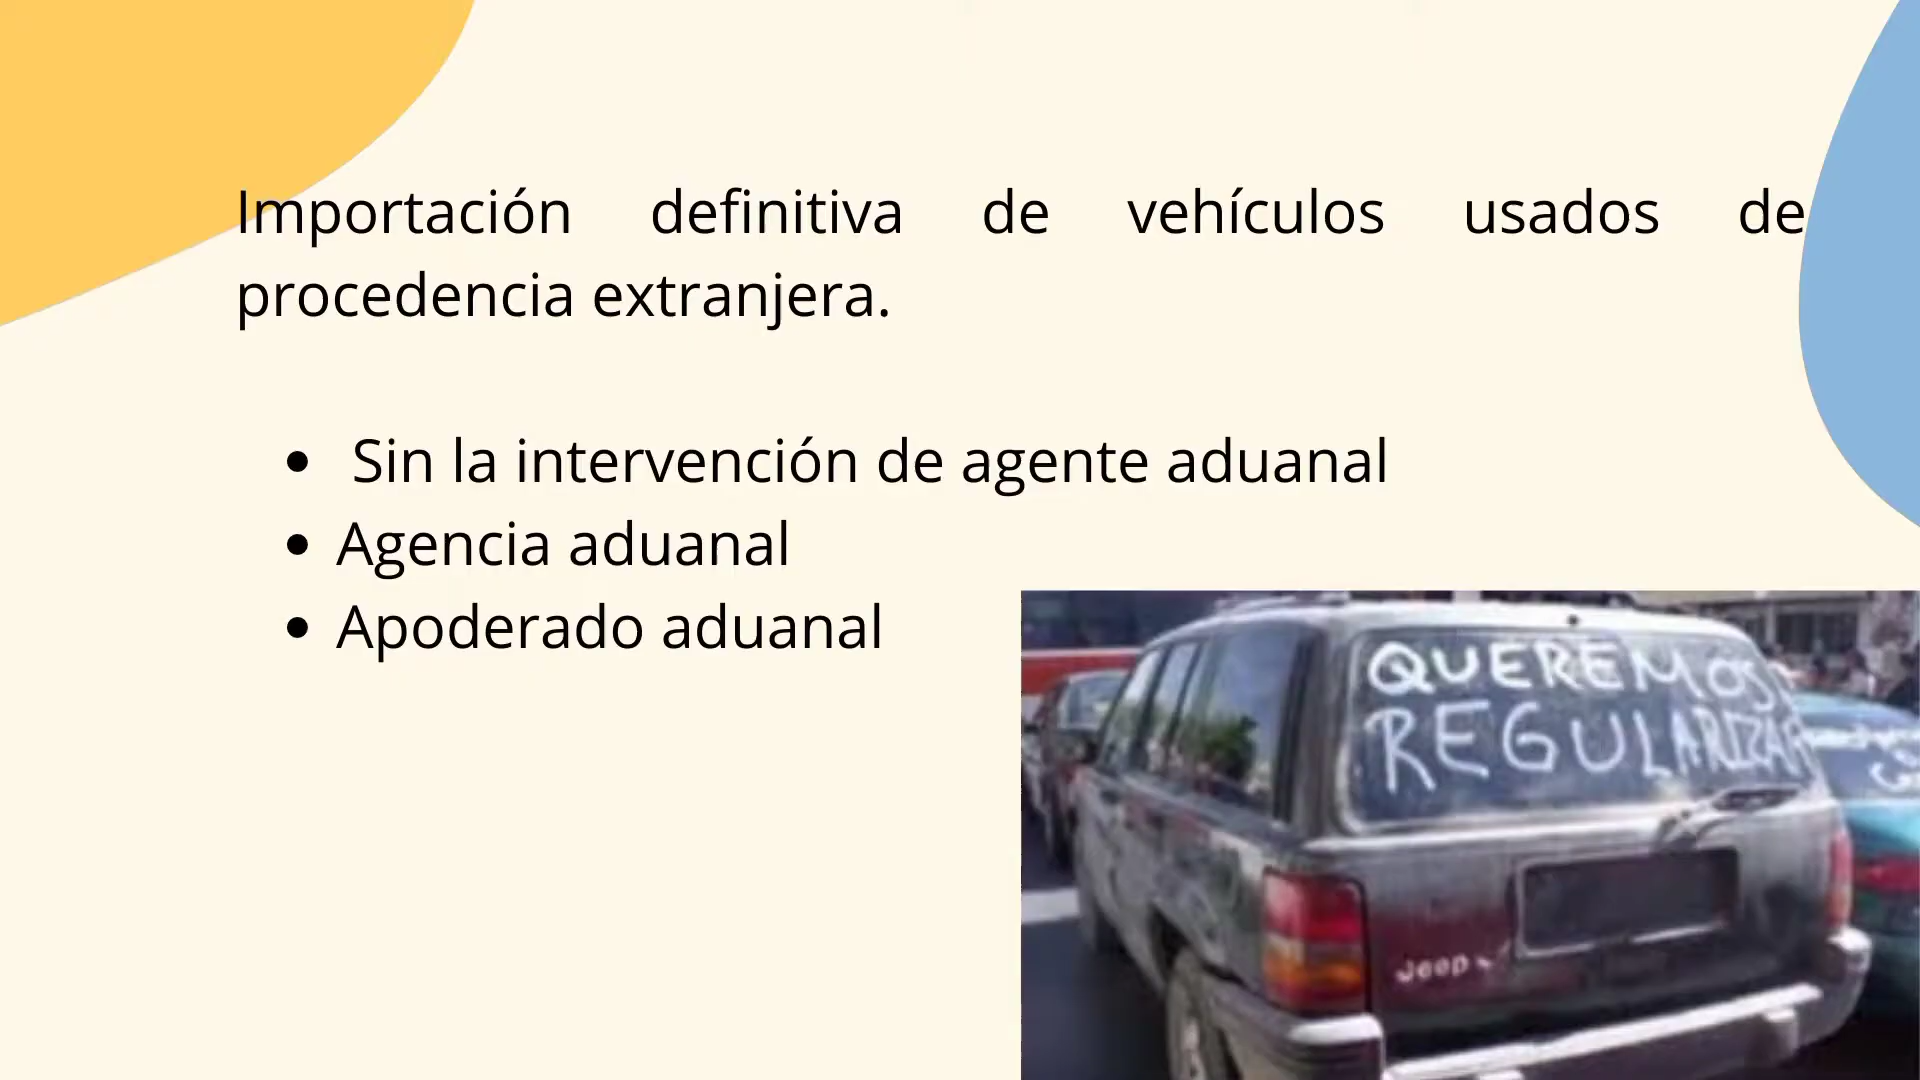 Importación definitiva de vehículos usados de
procedencia extranjera.
• Sin la intervención de agente aduanal
• Agencia aduanal
• Apoderado aduanal
QUEREMOS
REGULARIZAR
Jeep